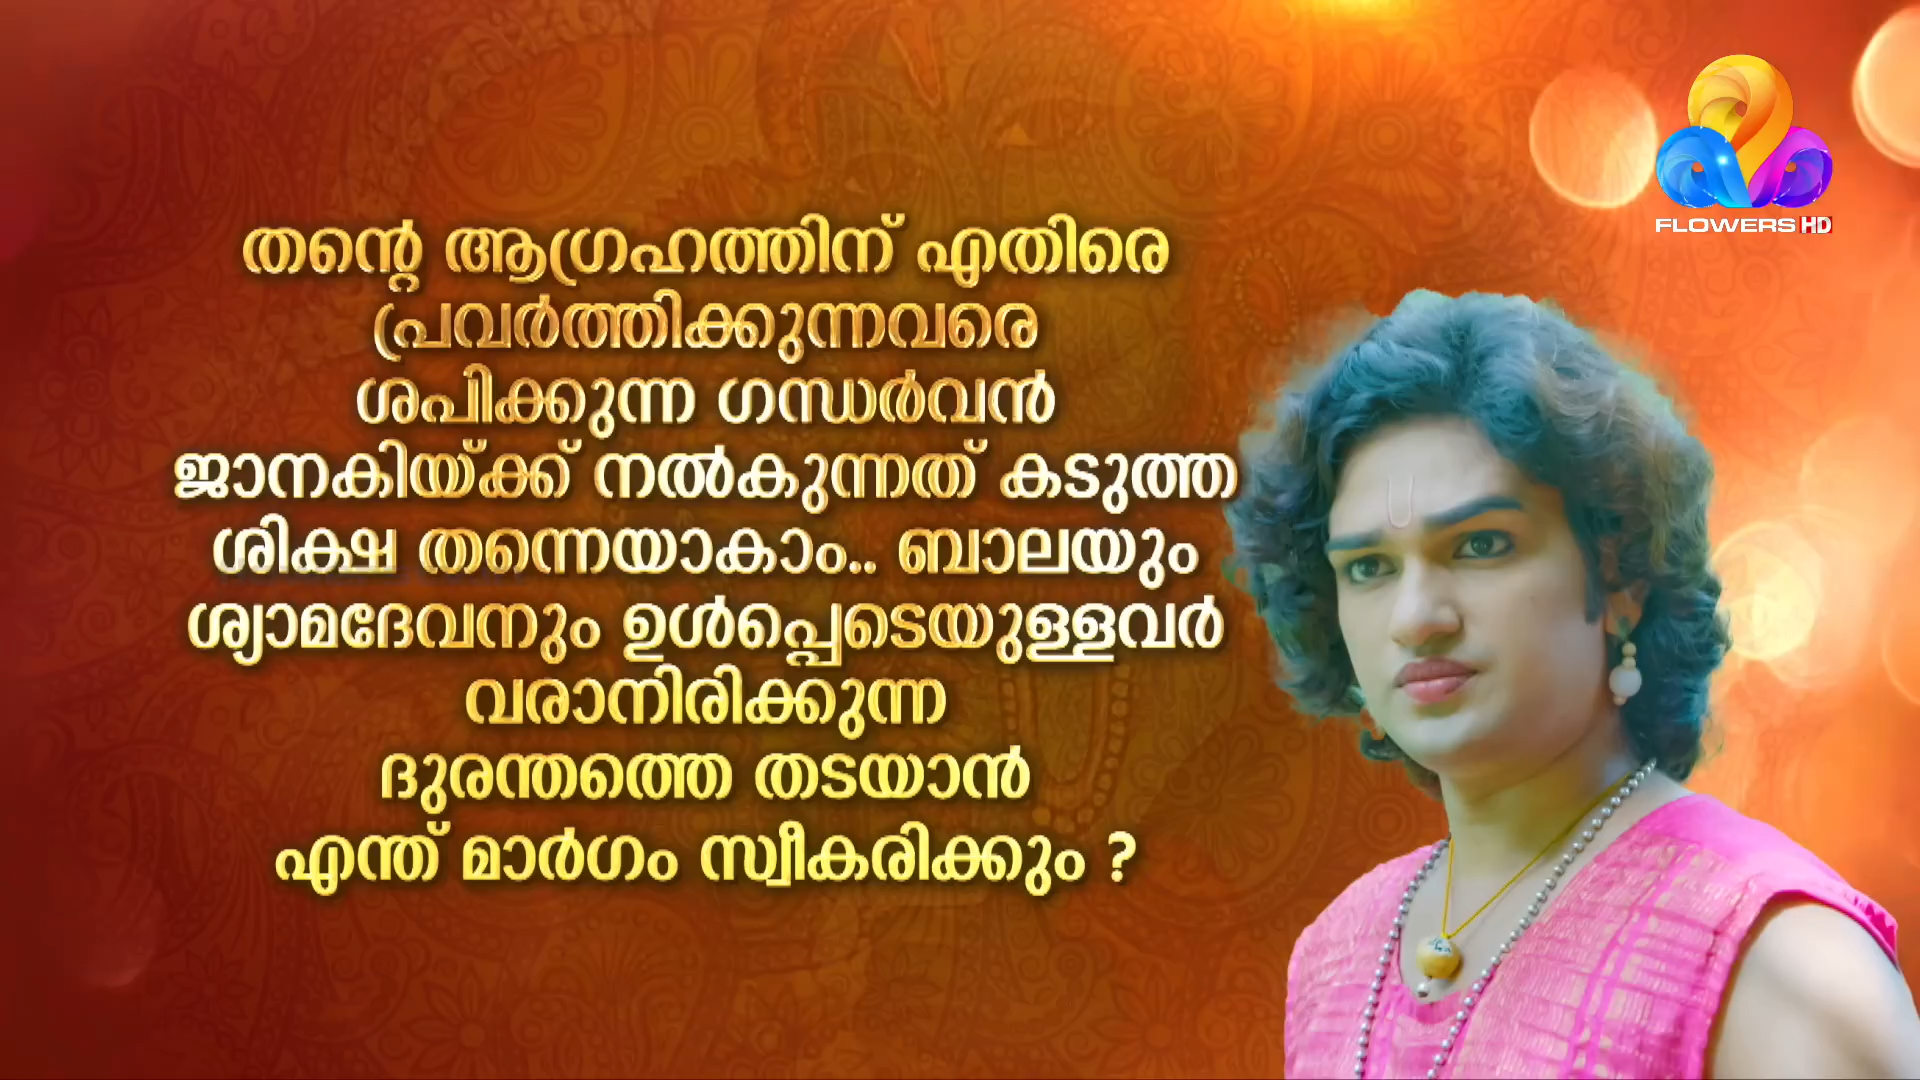 തന്റെ ആഗ്രഹത്തിന് എതിരെ
പ്രവർത്തിക്കുന്നവരെ
ശപിക്കുന്ന ഗന്ധർവൻ
ജാനകിയ്ക്ക് നൽകുന്നത് കടുത്ത
ശിക്ഷ തന്നെയാകാം.. ബാലയും
ശ്യാമദേവനും ഉൾപ്പെടെയുള്ളവർ
വരാനിരിക്കുന്ന
ദുരന്തത്തെ തടയാൻ
എന്ത് മാർഗം സ്വീകരിക്കും ?
FLOWERS HD